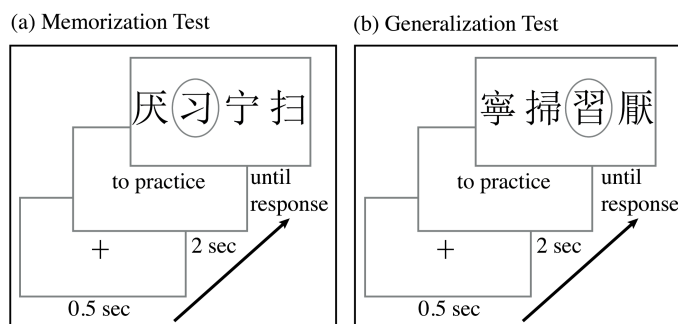 (a) Memorization Test
厌 习 宁 扫
to practice
until
response
+
2 sec
0.5 sec
(b) Generalization Test
寧 掃 習 厭
to practice
until
response
+
2 sec
0.5 sec